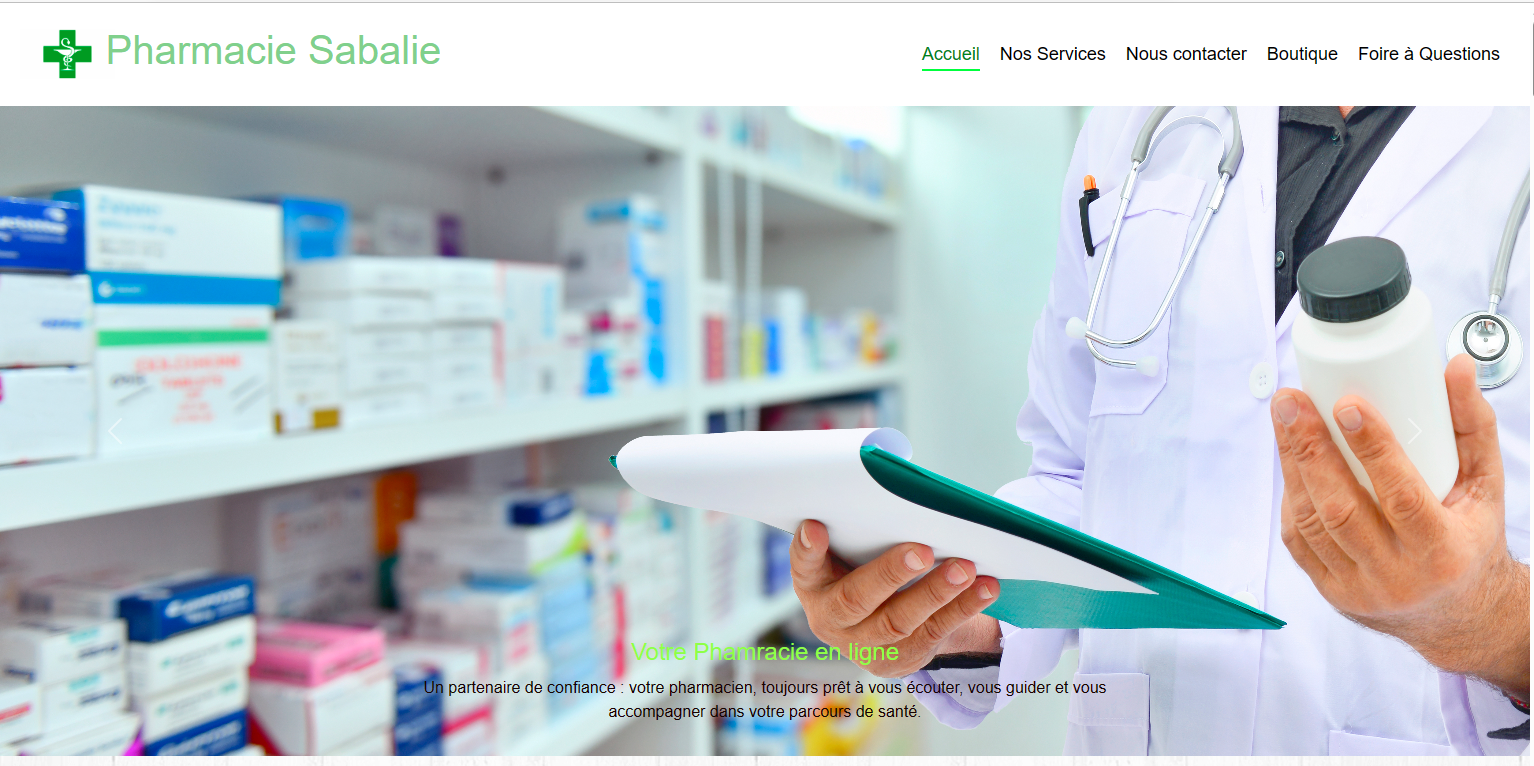 Pharmacie Sabalie
Accueil Nos Services Nous contacter Boutique Foire à Questions
Votre Phamracie en ligne
Un partenaire de confiance : votre pharmacien, toujours prêt à vous écouter, vous guider et vous
accompagner dans votre parcours de santé.